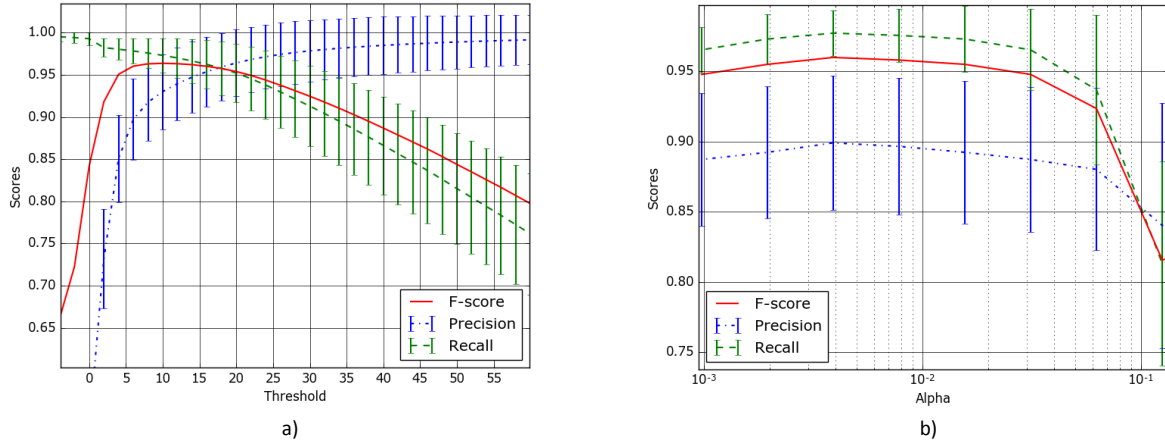 1.00
0.95
0.90
0.85
0.80
0.75
0.70
0.65
Scores
0 5 10 15 20 25 30 35 40 45 50 55
Threshold
F-score
Precision
Recall
a)
0.95
0.90
0.85
0.80
0.75
Scores
10⁻³ 10⁻² 10⁻¹
Alpha
F-score
Precision
Recall
b)